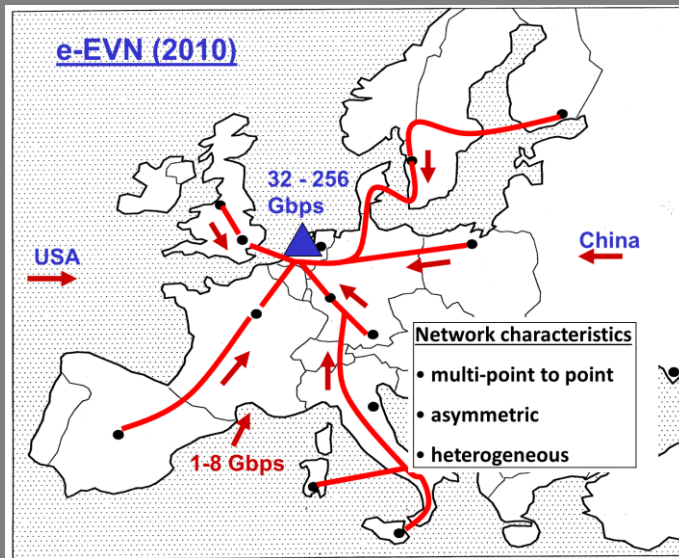 e-EVN (2010)
32 - 256
Gbps
USA
China
Network characteristics
• multi-point to point
• asymmetric
• heterogeneous
1-8 Gbps